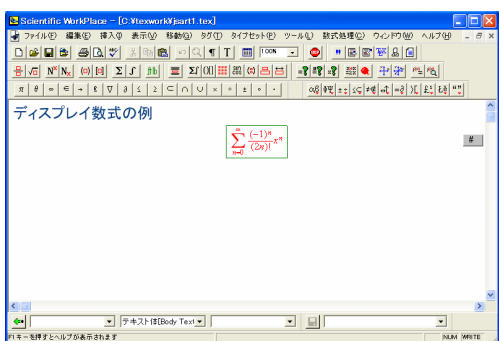 Scientific WorkPlace - [C:¥texwork¥jsart1.tex]
ファイル(F) 編集(E) 挿入(I) 表示(V) 移動(G) タグ(T) タイプセット(P) ツール(L) 数式処理(C) ウィンドウ(W) ヘルプ(H)
100%
ディスプレイ数式の例
∑ n=0 ∞ (-1)ⁿ/(2n)! xⁿ
#
テキスト体[Body Text
F1 キーを押すとヘルプが表示されます NUM WRITE